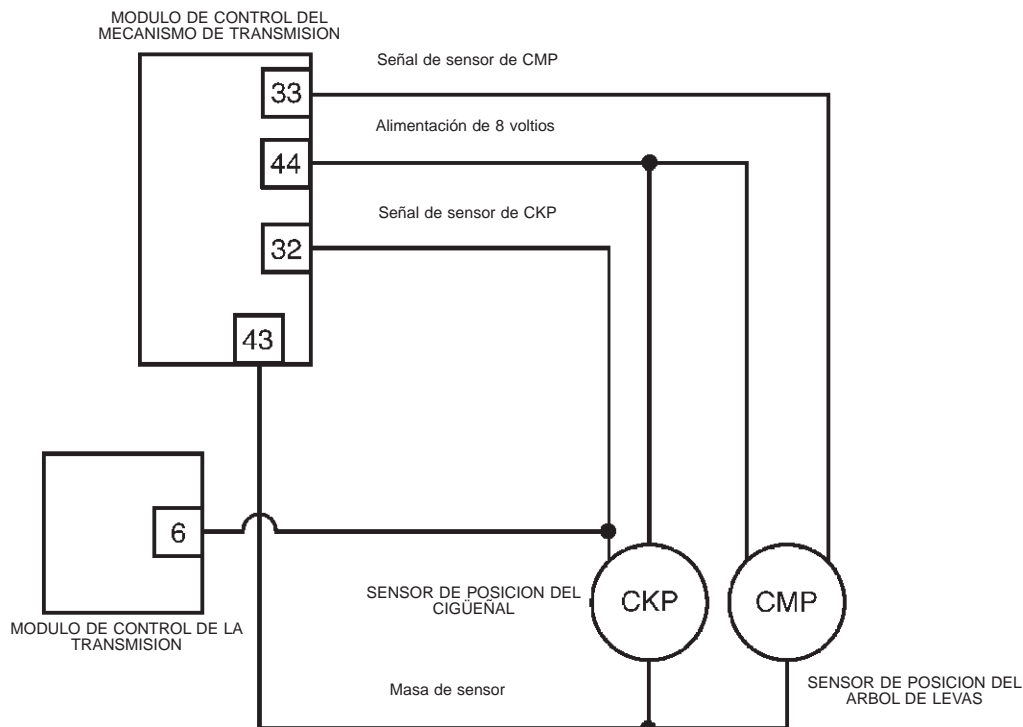 MODULO DE CONTROL DEL
MECANISMO DE TRANSMISION
Señal de sensor de CMP
33
Alimentación de 8 voltios
44
Señal de sensor de CKP
32
43
6
SENSOR DE POSICION DEL
CIGÜEÑAL
CKP
CMP
MODULO DE CONTROL DE LA
TRANSMISION
Masa de sensor
SENSOR DE POSICION DEL
ARBOL DE LEVAS